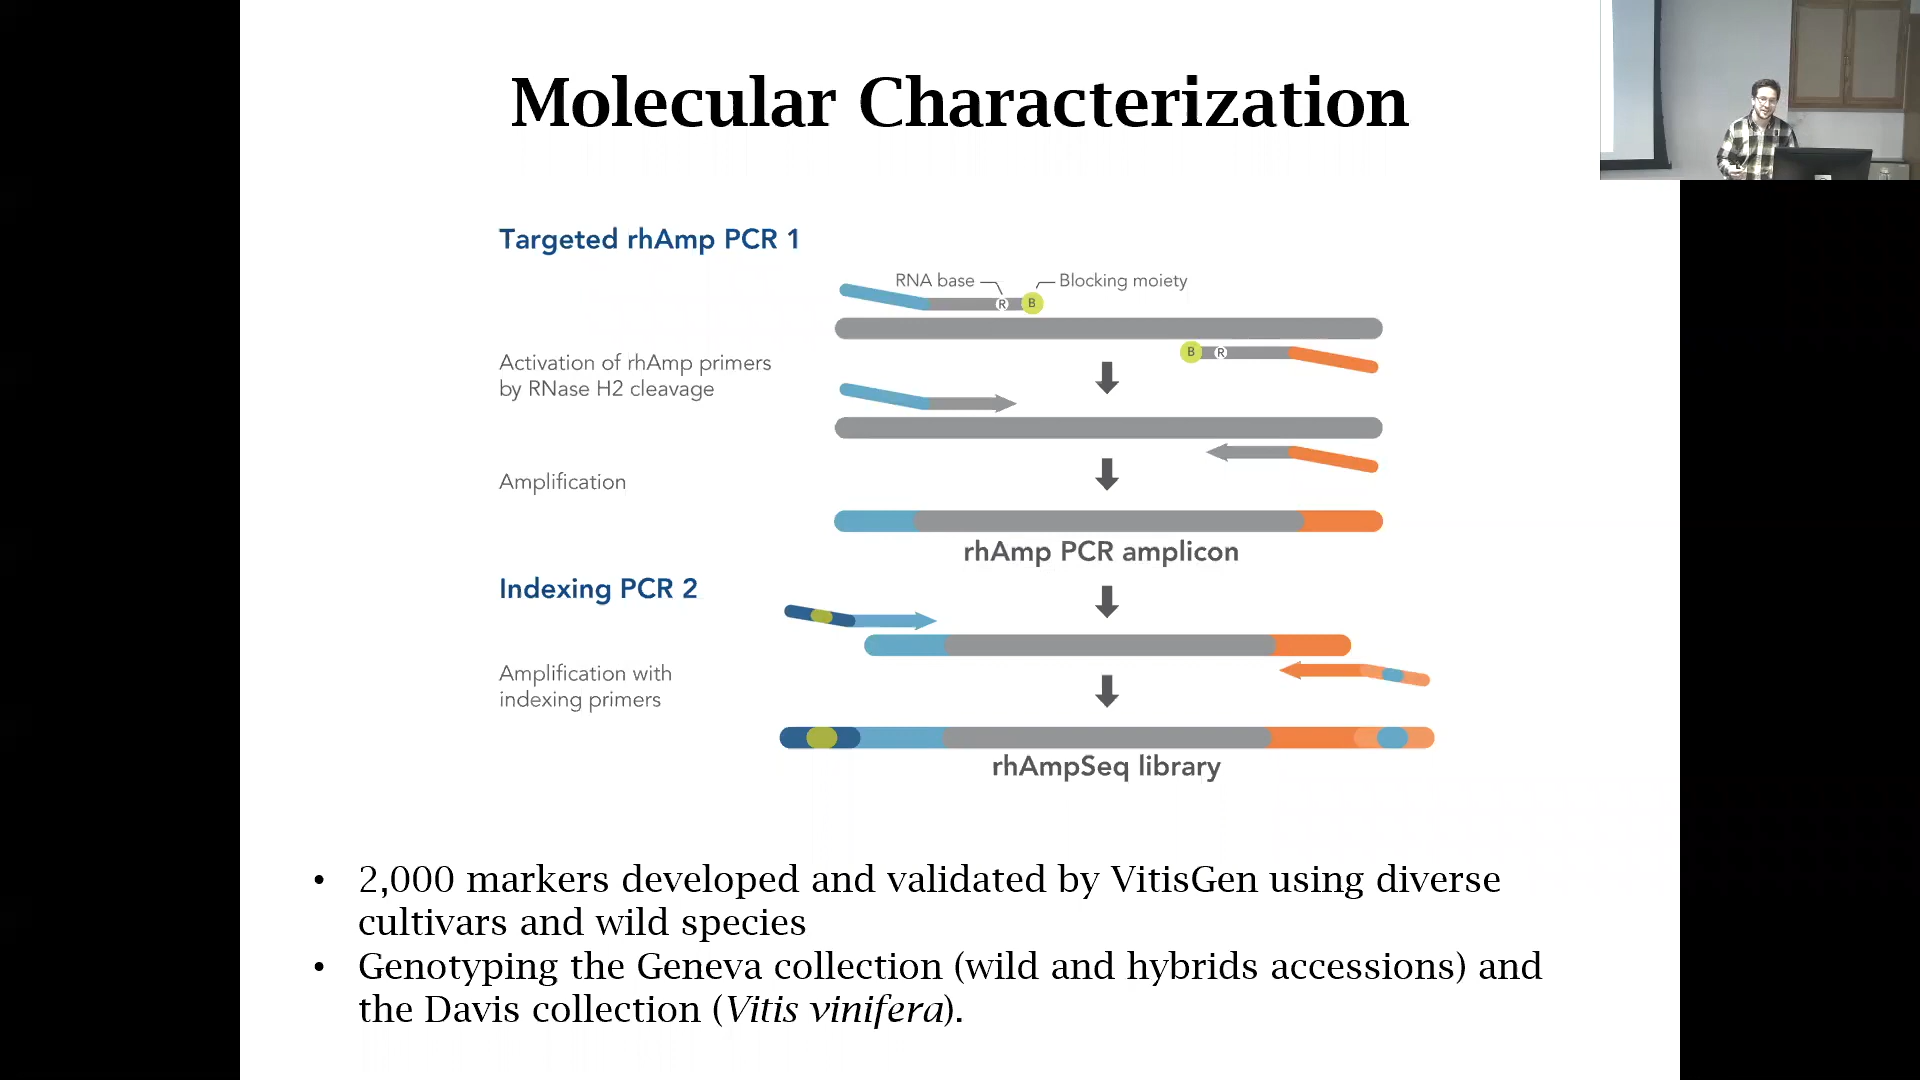 Molecular Characterization
Targeted rhAmp PCR 1
RNA base
Blocking moiety
R
B
B
R
Activation of rhAmp primers
by RNase H2 cleavage
Amplification
rhAmp PCR amplicon
Indexing PCR 2
Amplification with
indexing primers
rhAmpSeq library
• 2,000 markers developed and validated by VitisGen using diverse
cultivars and wild species
• Genotyping the Geneva collection (wild and hybrids accessions) and
the Davis collection (Vitis vinifera).